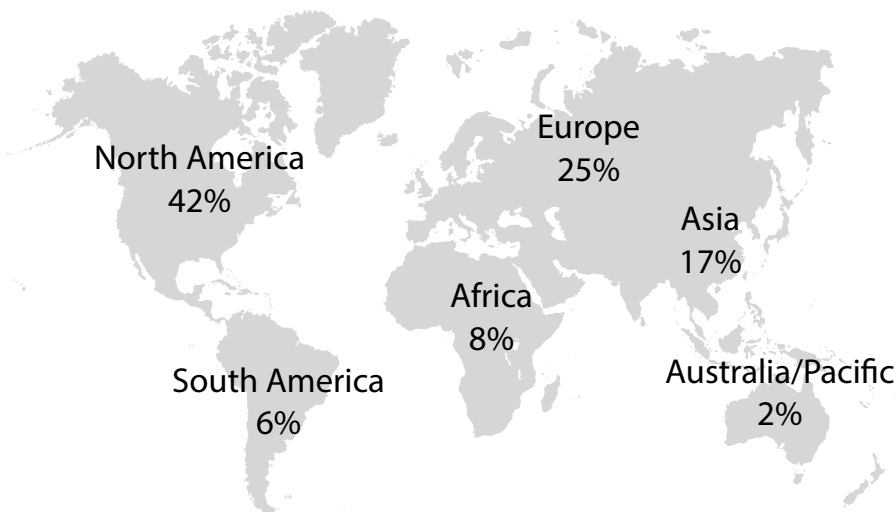 North America
42%
Europe
25%
Asia
17%
Africa
8%
South America
6%
Australia/Pacific
2%